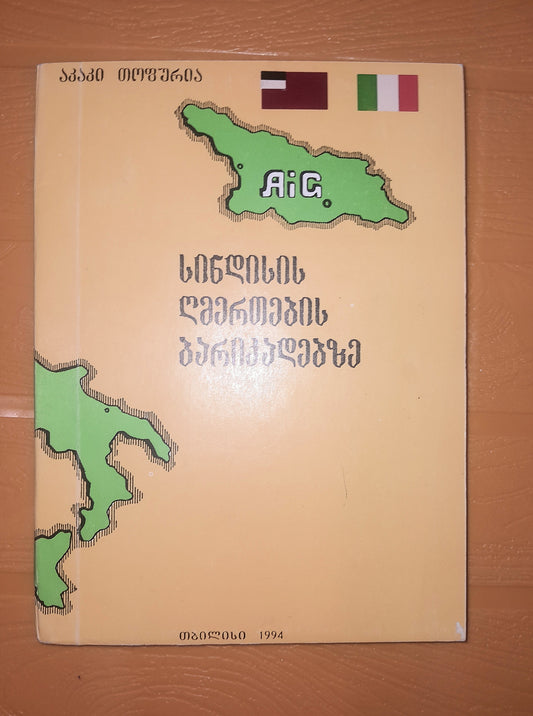 აკაკი თოფურია
AiG
სინდისის
ღმერთების
ბარიკადებზე
თბილისი 1994